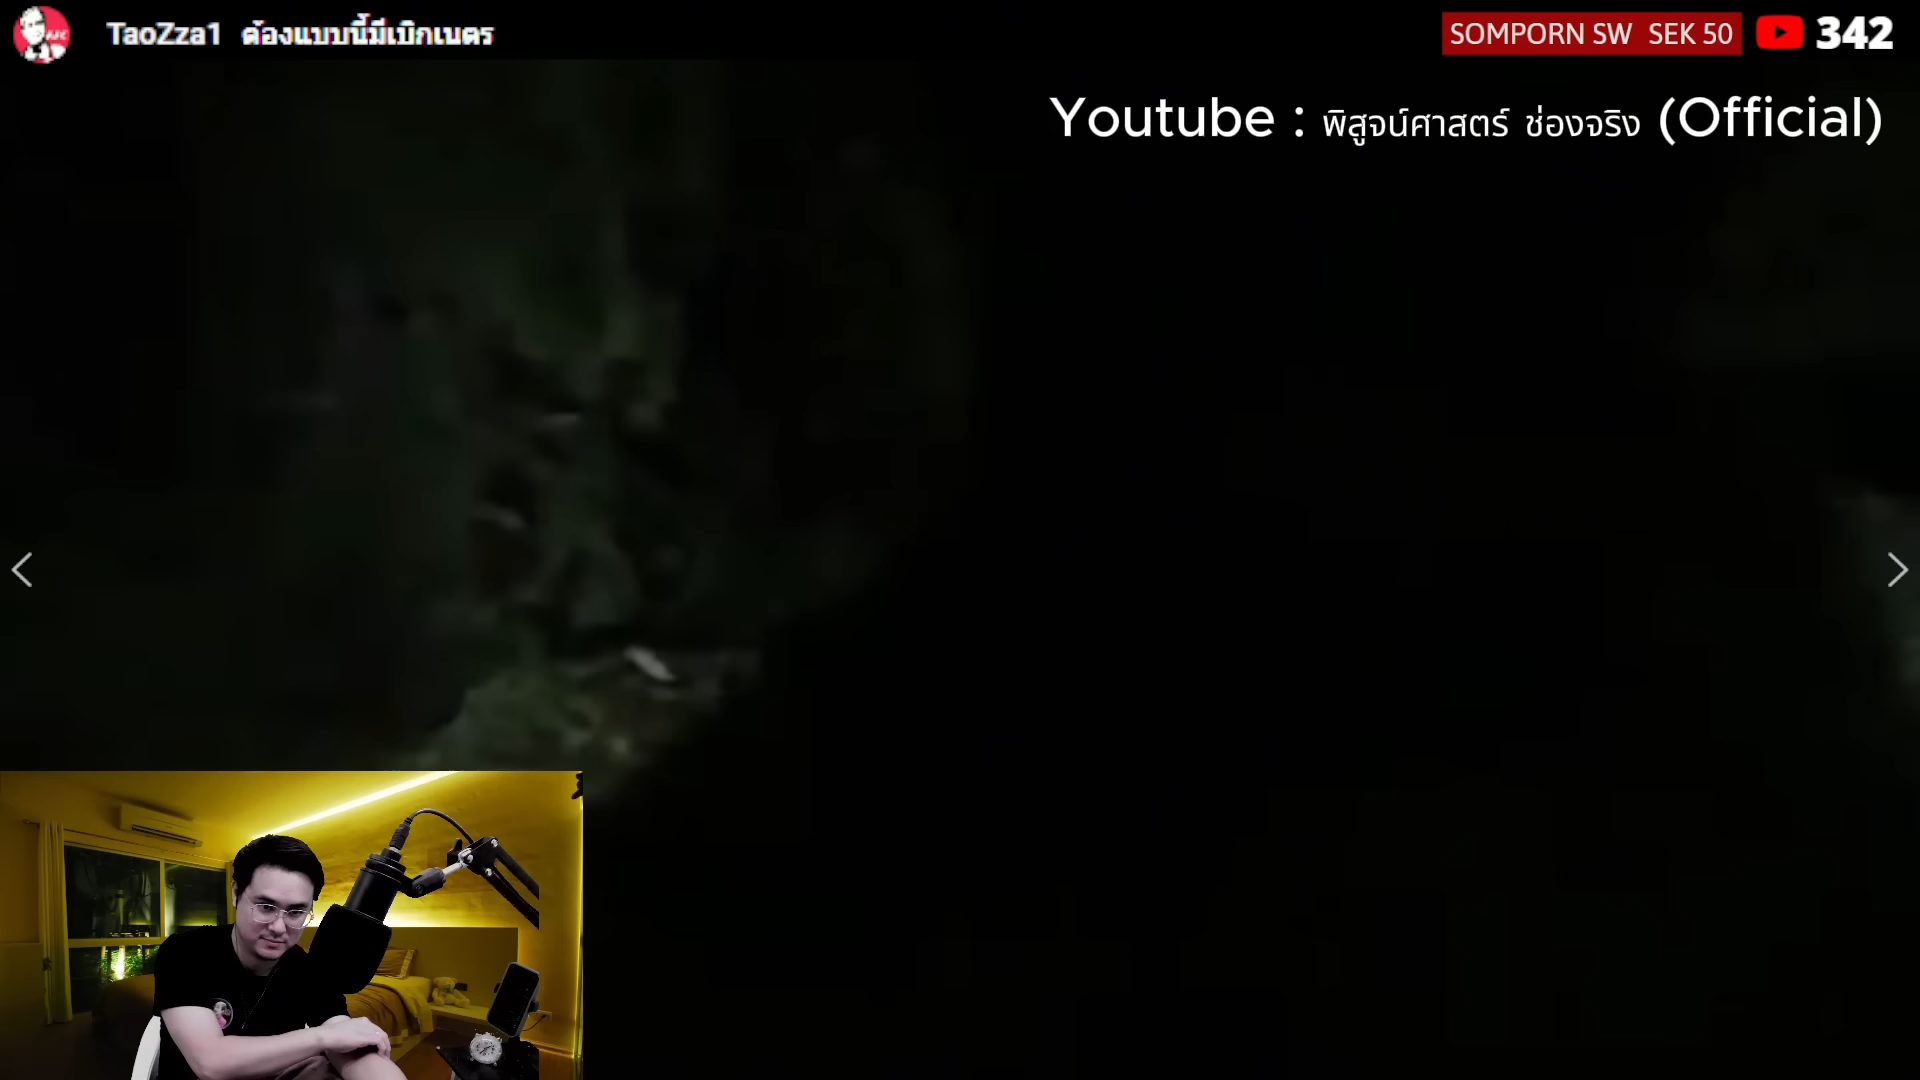 TaoZza1 ต้องแบบนี้มีเบิกเนตร
SOMPORN SW SEK 50
342
Youtube : พิสูจน์ศาสตร์ ช่องจริง (Official)